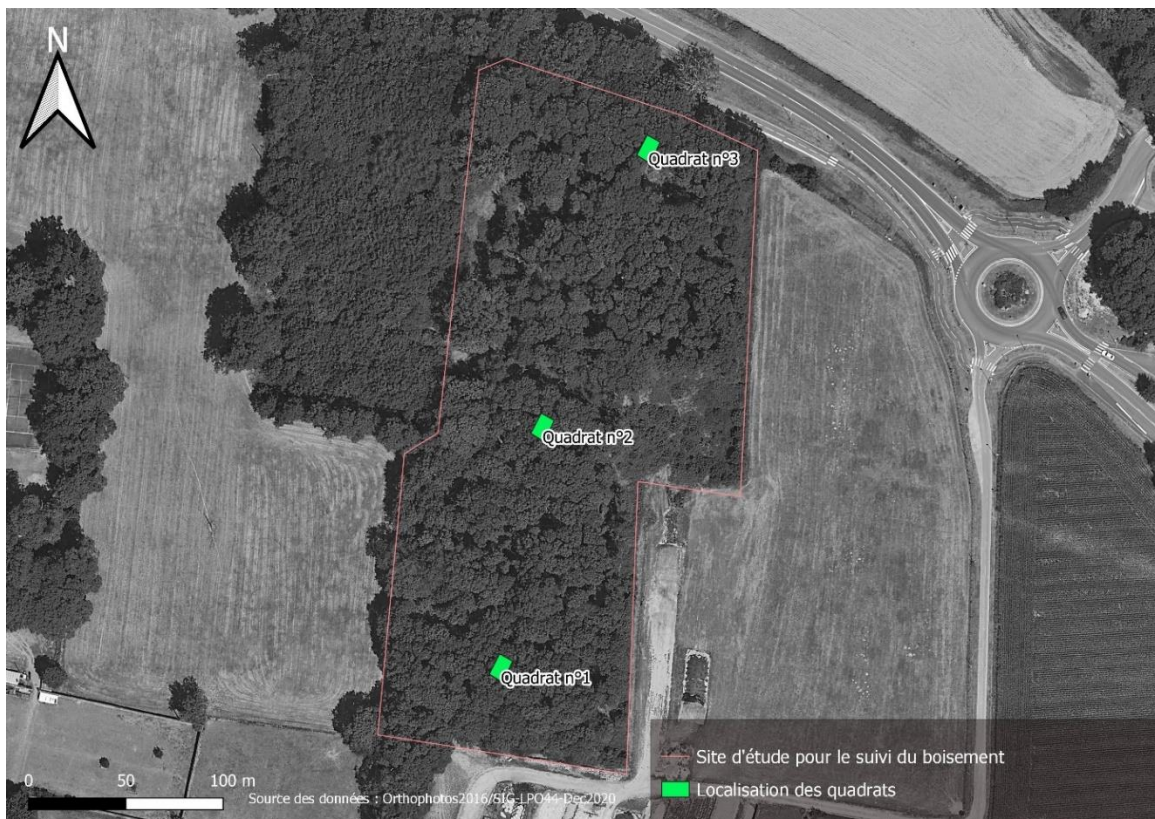 N
Quadrat n°3
Quadrat n°2
Quadrat n°1
Site d'étude pour le suivi du boisement
Localisation des quadrats
0 50 100 m
Source des données : Orthophotos2016/SIG-LPO44-Dec2020